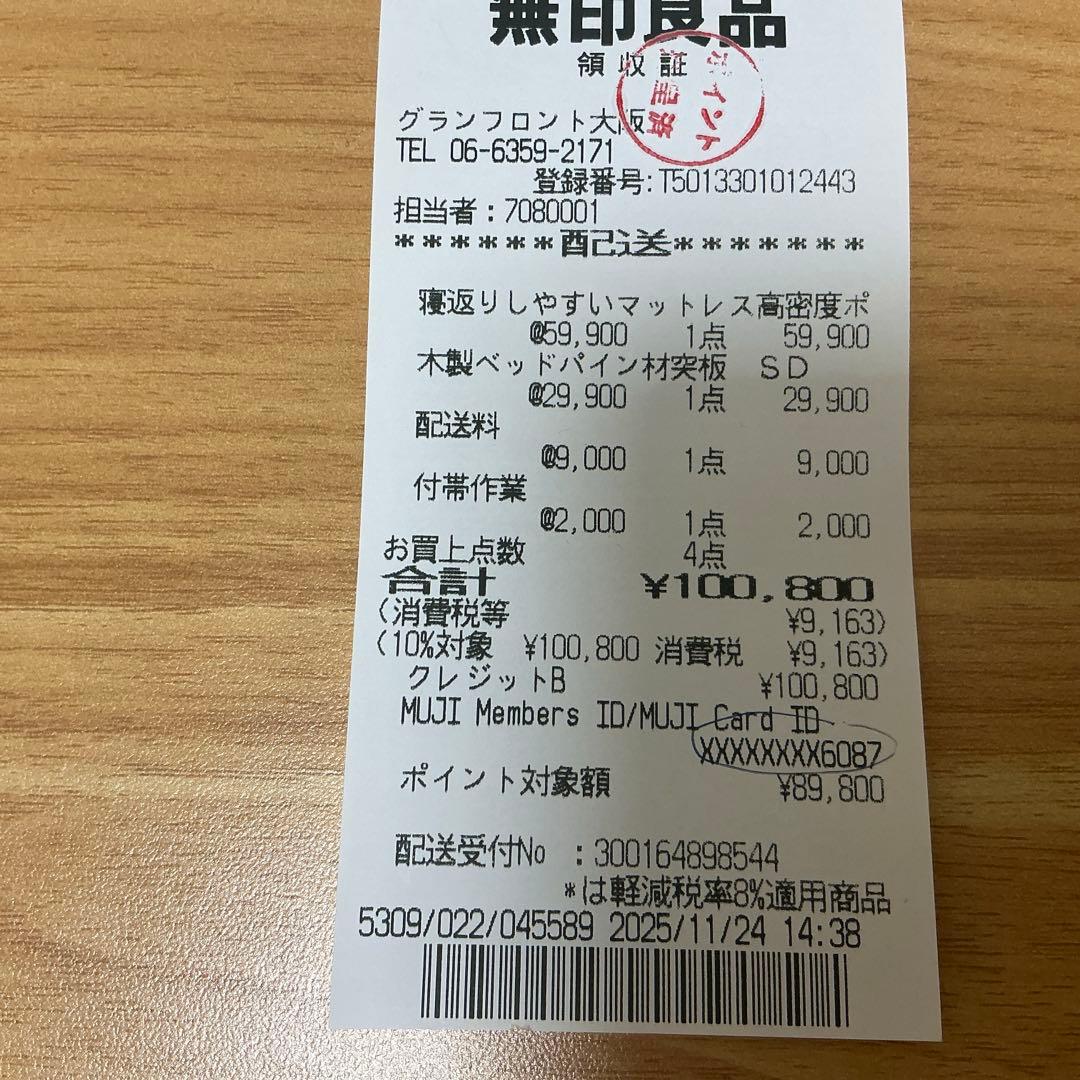 無印良品
領収証
ポイント
呈済
グランフロント大阪
TEL 06-6359-2171
登録番号:T5013301012443
担当者:7080001
******配送*******
寝返りしやすいマットレス高密度ポ
@59,900 1点 59,900
木製ベッドパイン材突板 SD
@29,900 1点 29,900
配送料
@9,000 1点 9,000
付帯作業
@2,000 1点 2,000
お買上点数 4点
合計 ¥100,800
(消費税等 ¥9,163)
(10%対象 ¥100,800 消費税 ¥9,163)
クレジットB ¥100,800
MUJI Members ID/MUJI Card ID
XXXXXXXX6087
ポイント対象額 ¥89,800
配送受付No :300164898544
*は軽減税率8%適用商品
5309/022/045589 2025/11/24 14:38